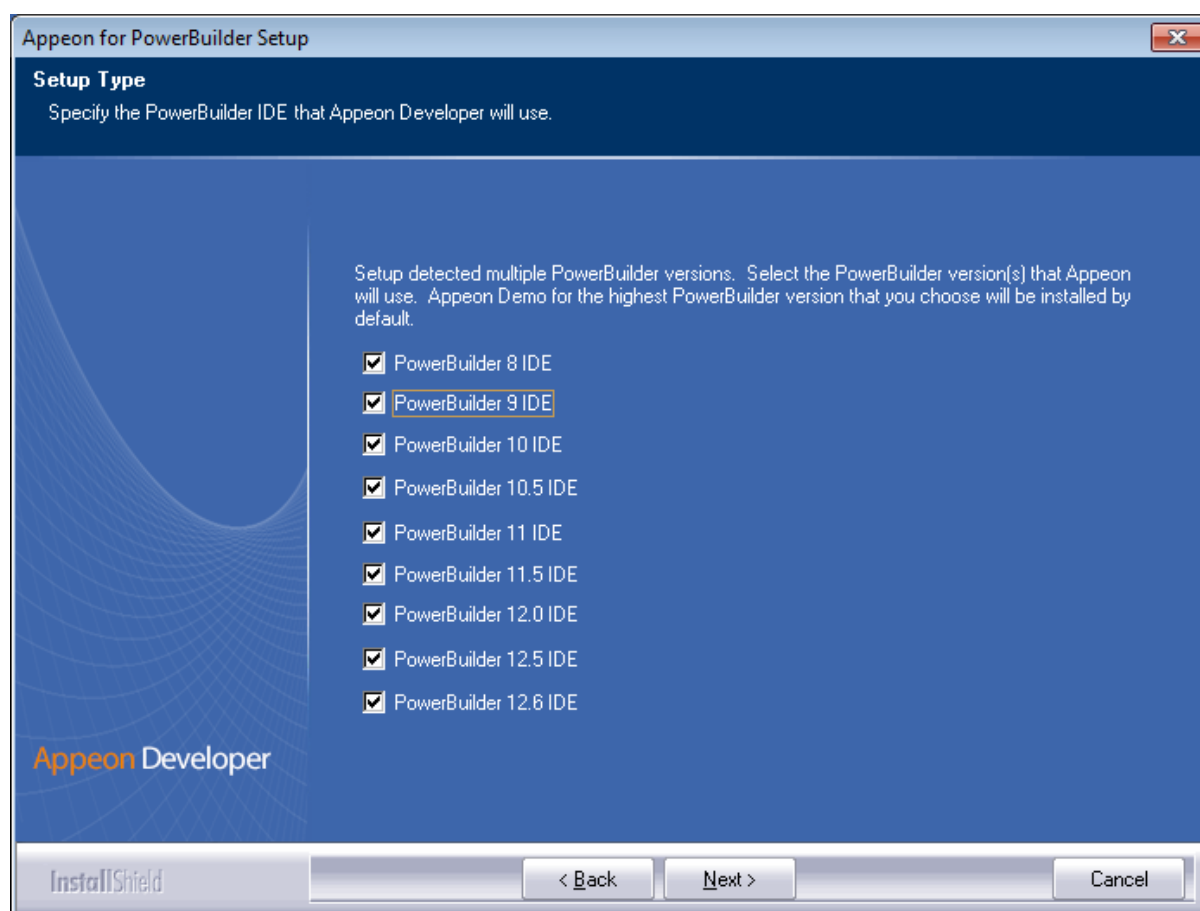 Appeon for PowerBuilder Setup
Setup Type
Specify the PowerBuilder IDE that Appeon Developer will use.
Setup detected multiple PowerBuilder versions. Select the PowerBuilder version(s) that Appeon
will use. Appeon Demo for the highest PowerBuilder version that you choose will be installed by
default.
PowerBuilder 8 IDE
PowerBuilder 9 IDE
PowerBuilder 10 IDE
PowerBuilder 10.5 IDE
PowerBuilder 11 IDE
PowerBuilder 11.5 IDE
PowerBuilder 12.0 IDE
PowerBuilder 12.5 IDE
PowerBuilder 12.6 IDE
Appeon Developer
InstallShield
< Back
Next >
Cancel